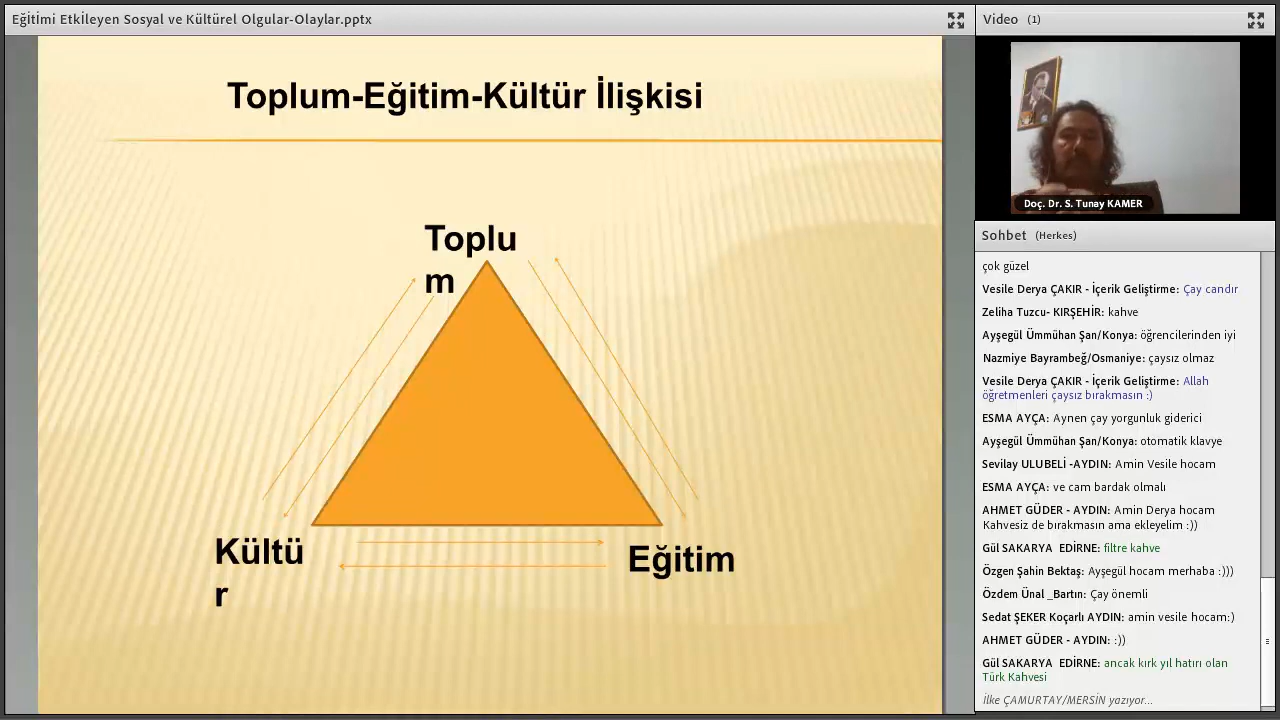 Eğitimi Etkileyen Sosyal ve Kültürel Olgular-Olaylar.pptx
Toplum-Eğitim-Kültür İlişkisi
Toplu
m
Kültü
r
Eğitim
Video (1)
Doç. Dr. S. Tunay KAMER
Sohbet (Herkes)
çok güzel
Vesile Derya ÇAKIR - İçerik Geliştirme: Çay candır
Zeliha Tuzcu- KIRŞEHİR: kahve
Ayşegül Ümmühan Şan/Konya: öğrencilerinden iyi
Nazmiye Bayrambeğ/Osmaniye: çaysız olmaz
Vesile Derya ÇAKIR - İçerik Geliştirme: Allah
öğretmenleri çaysız bırakmasın :)
ESMA AYÇA: Aynen çay yorgunluk giderici
Ayşegül Ümmühan Şan/Konya: otomatik klavye
Sevilay ULUBELİ -AYDIN: Amin Vesile hocam
ESMA AYÇA: ve cam bardak olmalı
AHMET GÜDER - AYDIN: Amin Derya hocam
Kahvesiz de bırakmasın ama ekleyelim :))
Gül SAKARYA EDİRNE: filtre kahve
Özgen Şahin Bektaş: Ayşegül hocam merhaba :)))
Özdem Ünal _Bartın: Çay önemli
Sedat ŞEKER Koçarlı AYDIN: amin vesile hocam:)
AHMET GÜDER - AYDIN: :))
Gül SAKARYA EDİRNE: ancak kırk yıl hatırı olan
Türk Kahvesi
İlke ÇAMURTAY/MERSİN yazıyor...